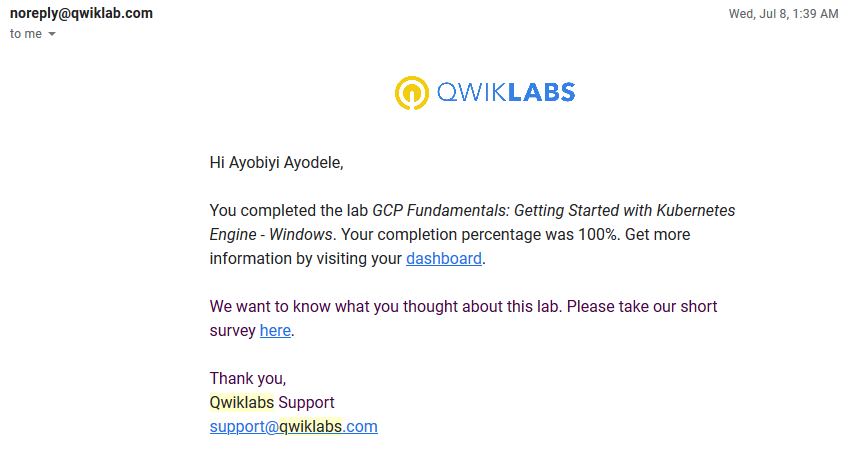 noreply@qwiklab.com
Wed, Jul 8, 1:39 AM
to me
QWIKLABS
Hi Ayobiyi Ayodele,
You completed the lab GCP Fundamentals: Getting Started with Kubernetes
Engine - Windows. Your completion percentage was 100%. Get more
information by visiting your dashboard.
We want to know what you thought about this lab. Please take our short
survey here.
Thank you,
Qwiklabs Support
support@qwiklabs.com